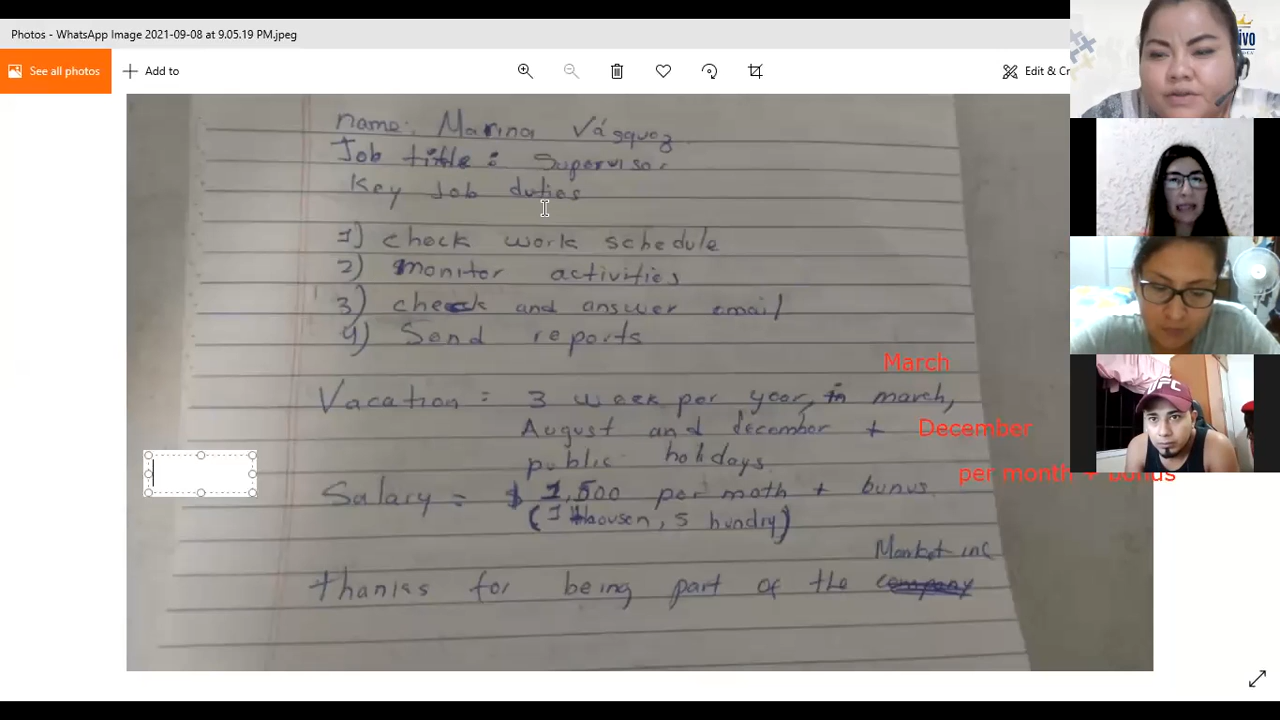 Photos - WhatsApp Image 2021-09-08 at 9.05.19 PM.jpeg
See all photos
Add to
Edit & Cr
ivo
UFC
name: Marina Vásquez
Job title: Supervisor
Key Job duties
1) check work schedule
2) monitor activities
3) check and answer email
4) Send reports
March
Vacation : 3 week per year, in march,
August and december +
December
public holidays
per month + bonus
Salary = $ 1,500 per moth + bunus.
(1 thaousen, 5 hundry)
Market inc
thanks for being part of the company